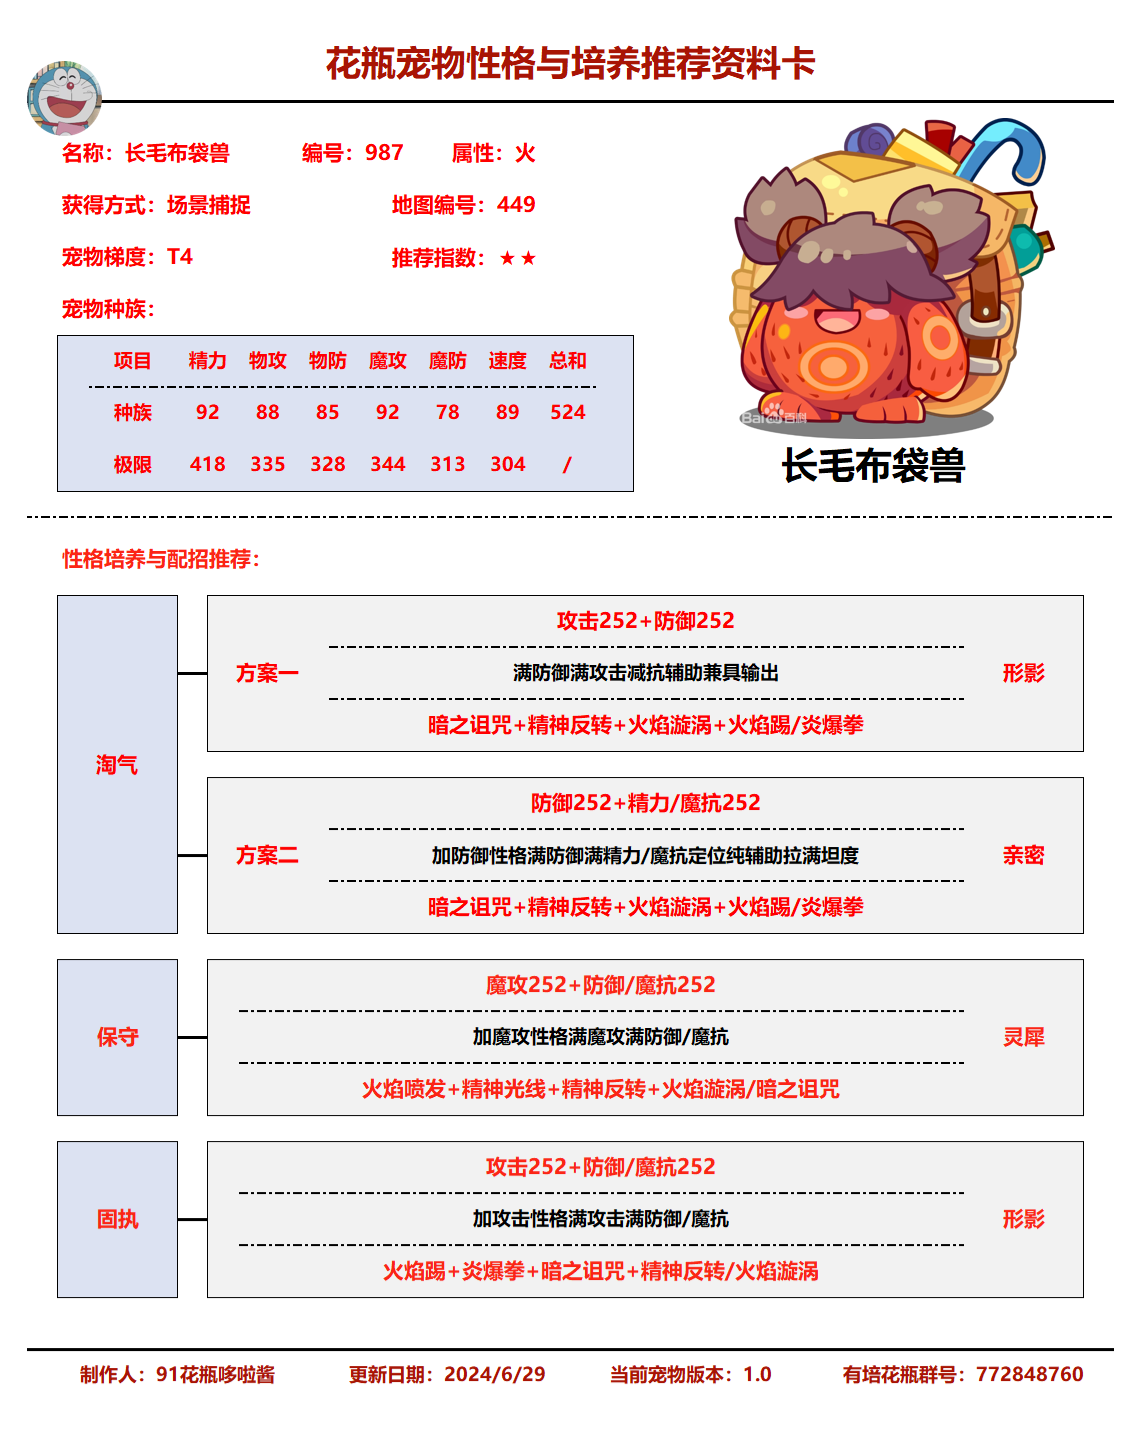 花瓶宠物性格与培养推荐资料卡
名称：长毛布袋兽 编号：987 属性：火
获得方式：场景捕捉 地图编号：449
宠物梯度：T4 推荐指数：★★
宠物种族：
项目 精力 物攻 物防 魔攻 魔防 速度 总和
种族 92 88 85 92 78 89 524
极限 418 335 328 344 313 304 /
Baidu百科
长毛布袋兽
性格培养与配招推荐：
淘气
方案一
攻击252+防御252
满防御满攻击减抗辅助兼具输出
暗之诅咒+精神反转+火焰漩涡+火焰踢/炎爆拳
形影
方案二
防御252+精力/魔抗252
加防御性格满防御满精力/魔抗定位纯辅助拉满坦度
暗之诅咒+精神反转+火焰漩涡+火焰踢/炎爆拳
亲密
保守
魔攻252+防御/魔抗252
加魔攻性格满魔攻满防御/魔抗
火焰喷发+精神光线+精神反转+火焰漩涡/暗之诅咒
灵犀
固执
攻击252+防御/魔抗252
加攻击性格满攻击满防御/魔抗
火焰踢+炎爆拳+暗之诅咒+精神反转/火焰漩涡
形影
制作人：91花瓶哆啦酱 更新日期：2024/6/29 当前宠物版本：1.0 有培花瓶群号：772848760